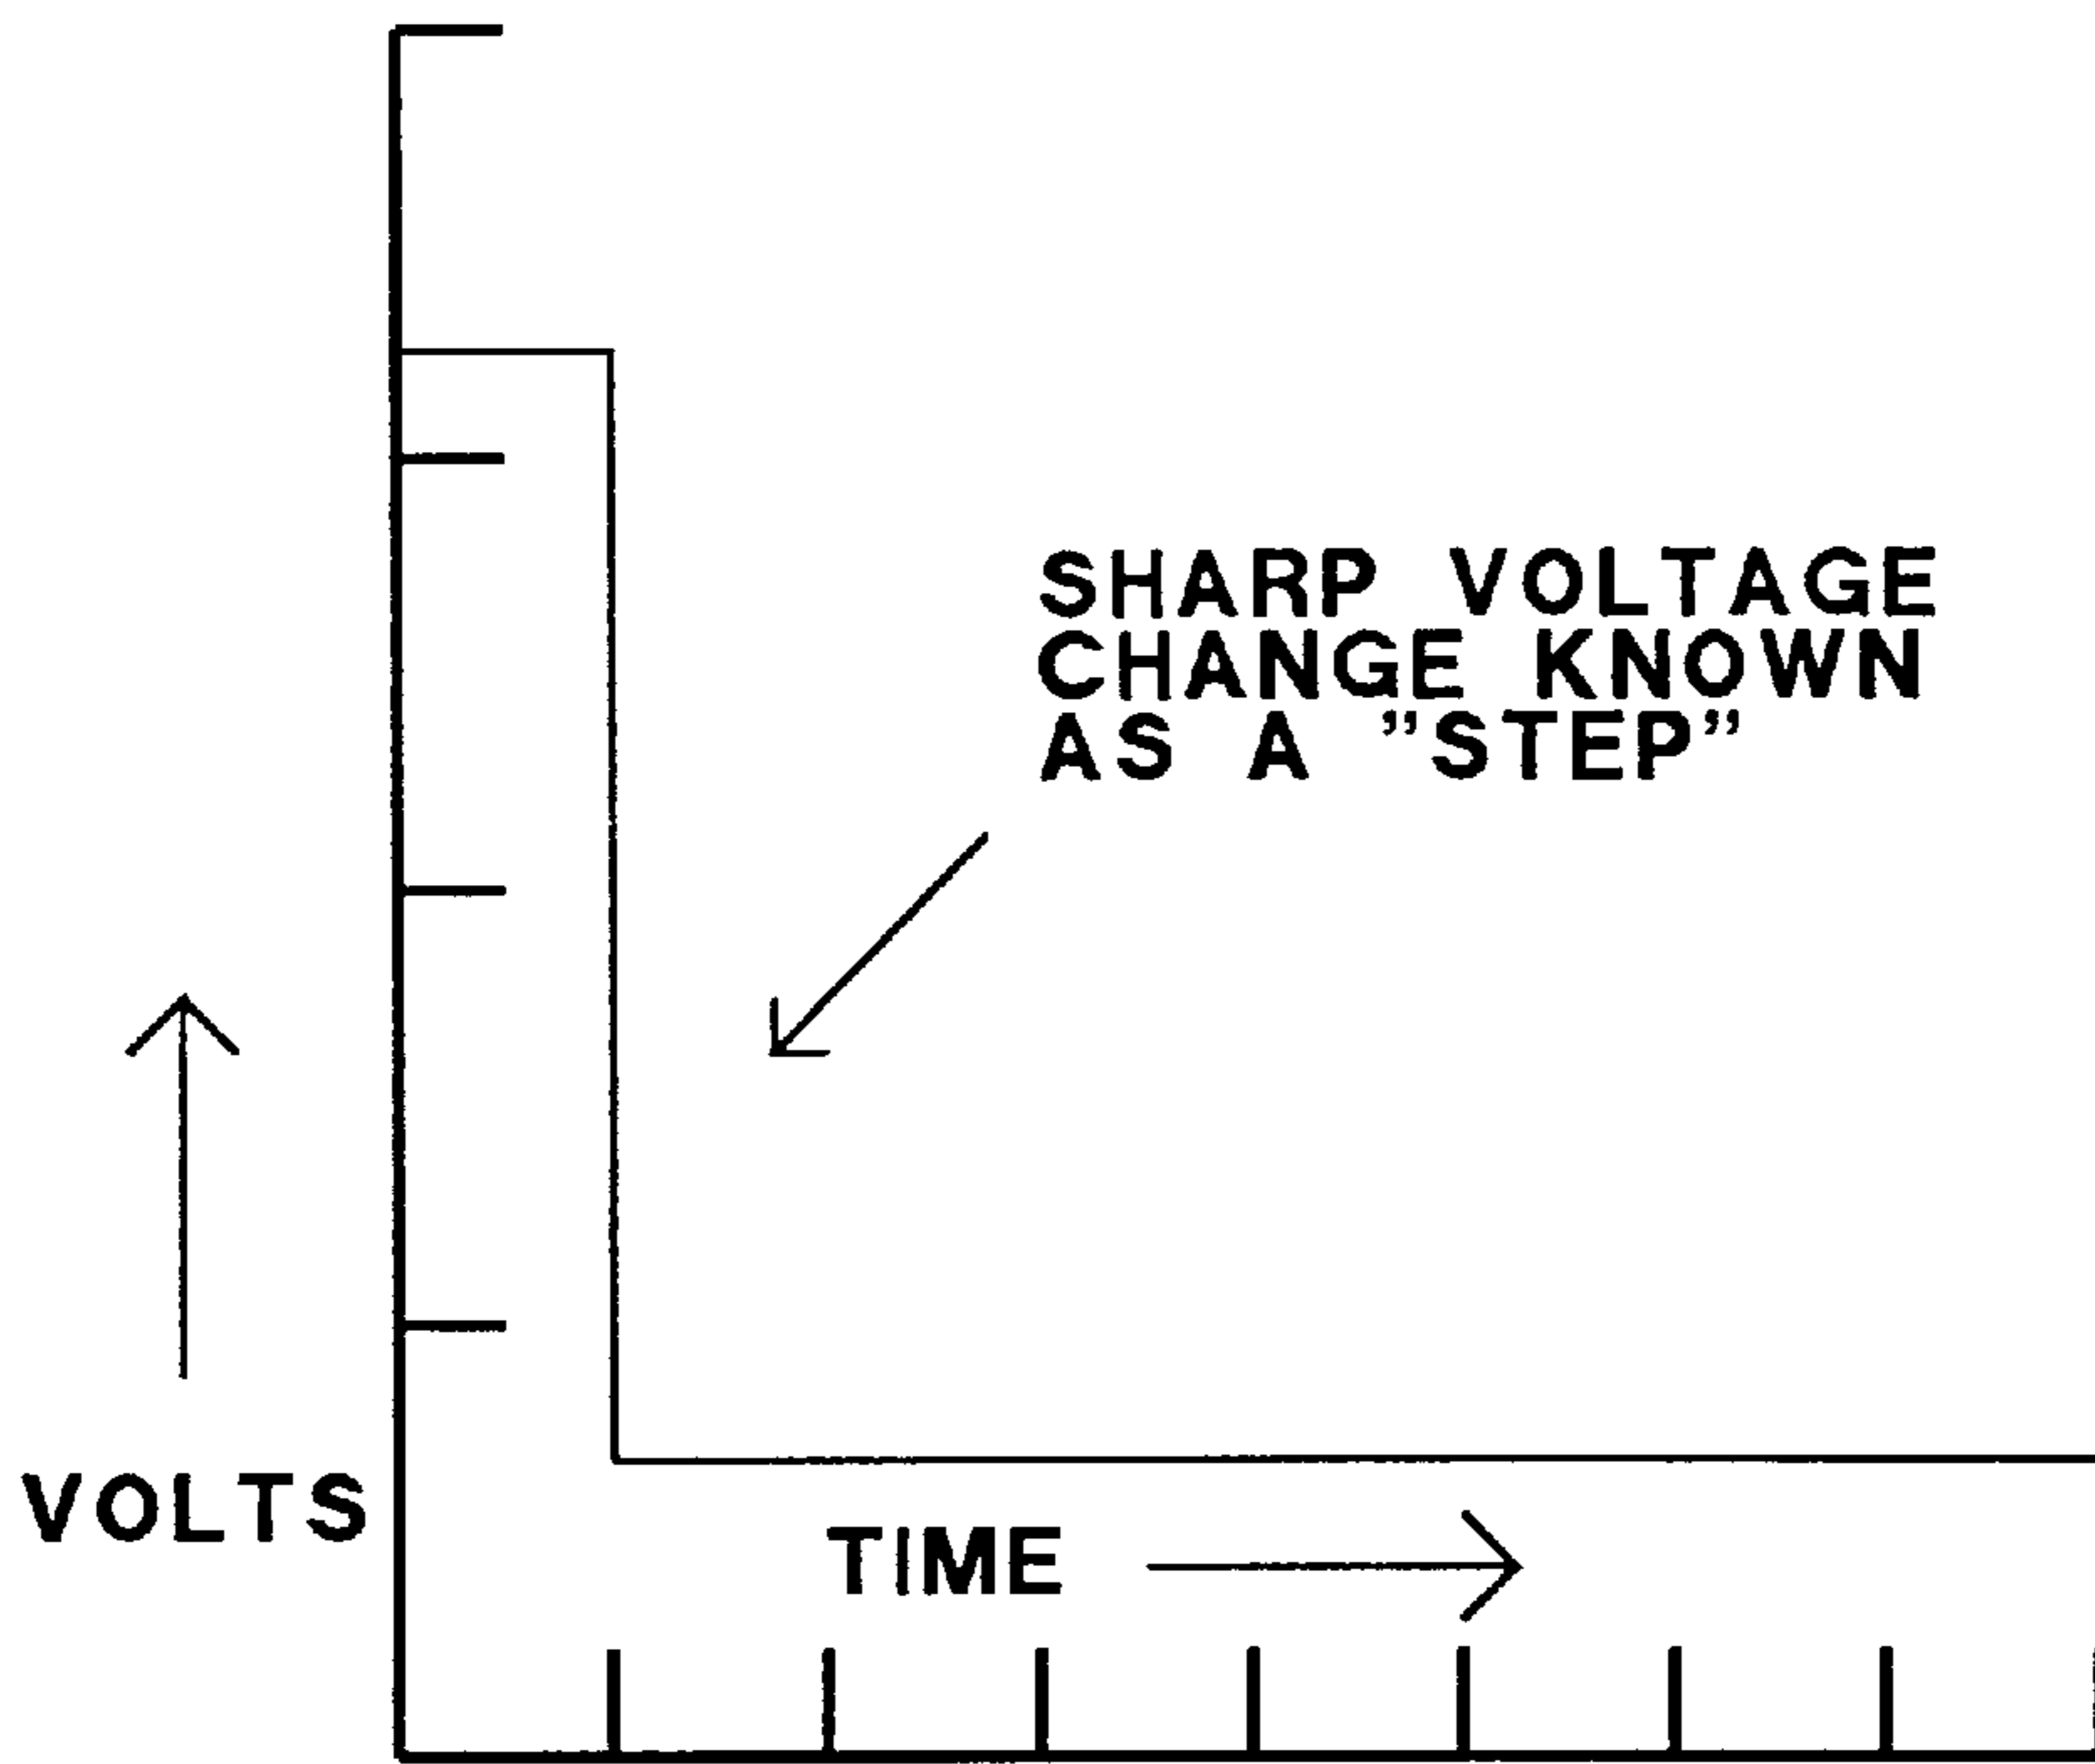 SHARP VOLTAGE
CHANGE KNOWN
AS A ”STEP”
VOLTS
TIME